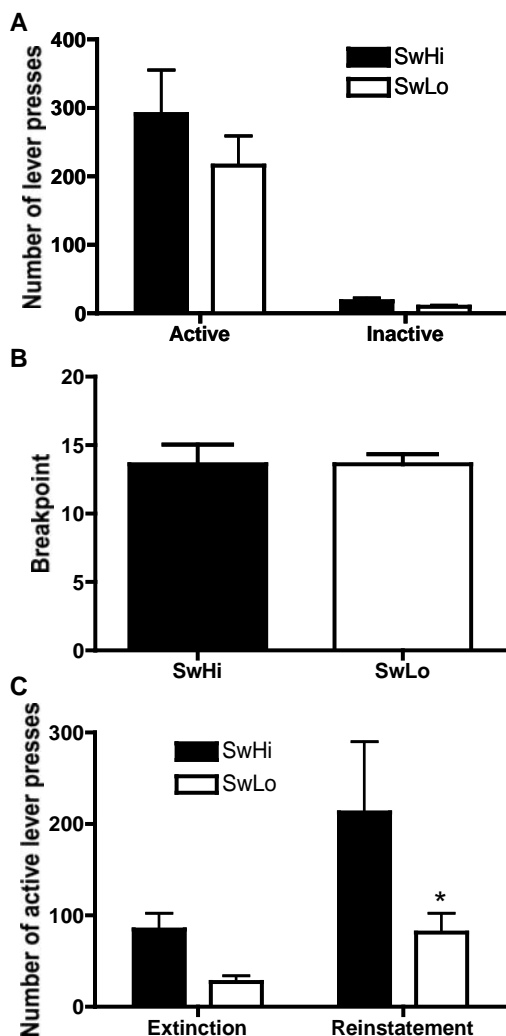 A
Number of lever presses
400
300
200
100
0
SwHi
SwLo
Active
Inactive
B
Breakpoint
20
15
10
5
0
SwHi
SwLo
C
Number of active lever presses
300
200
100
0
SwHi
SwLo
*
Extinction
Reinstatement